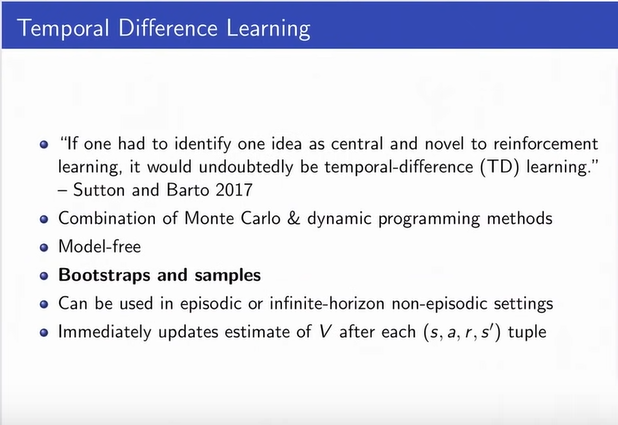 Temporal Difference Learning
“If one had to identify one idea as central and novel to reinforcement
learning, it would undoubtedly be temporal-difference (TD) learning.”
– Sutton and Barto 2017
Combination of Monte Carlo & dynamic programming methods
Model-free
Bootstraps and samples
Can be used in episodic or infinite-horizon non-episodic settings
Immediately updates estimate of V after each (s, a, r, s′) tuple